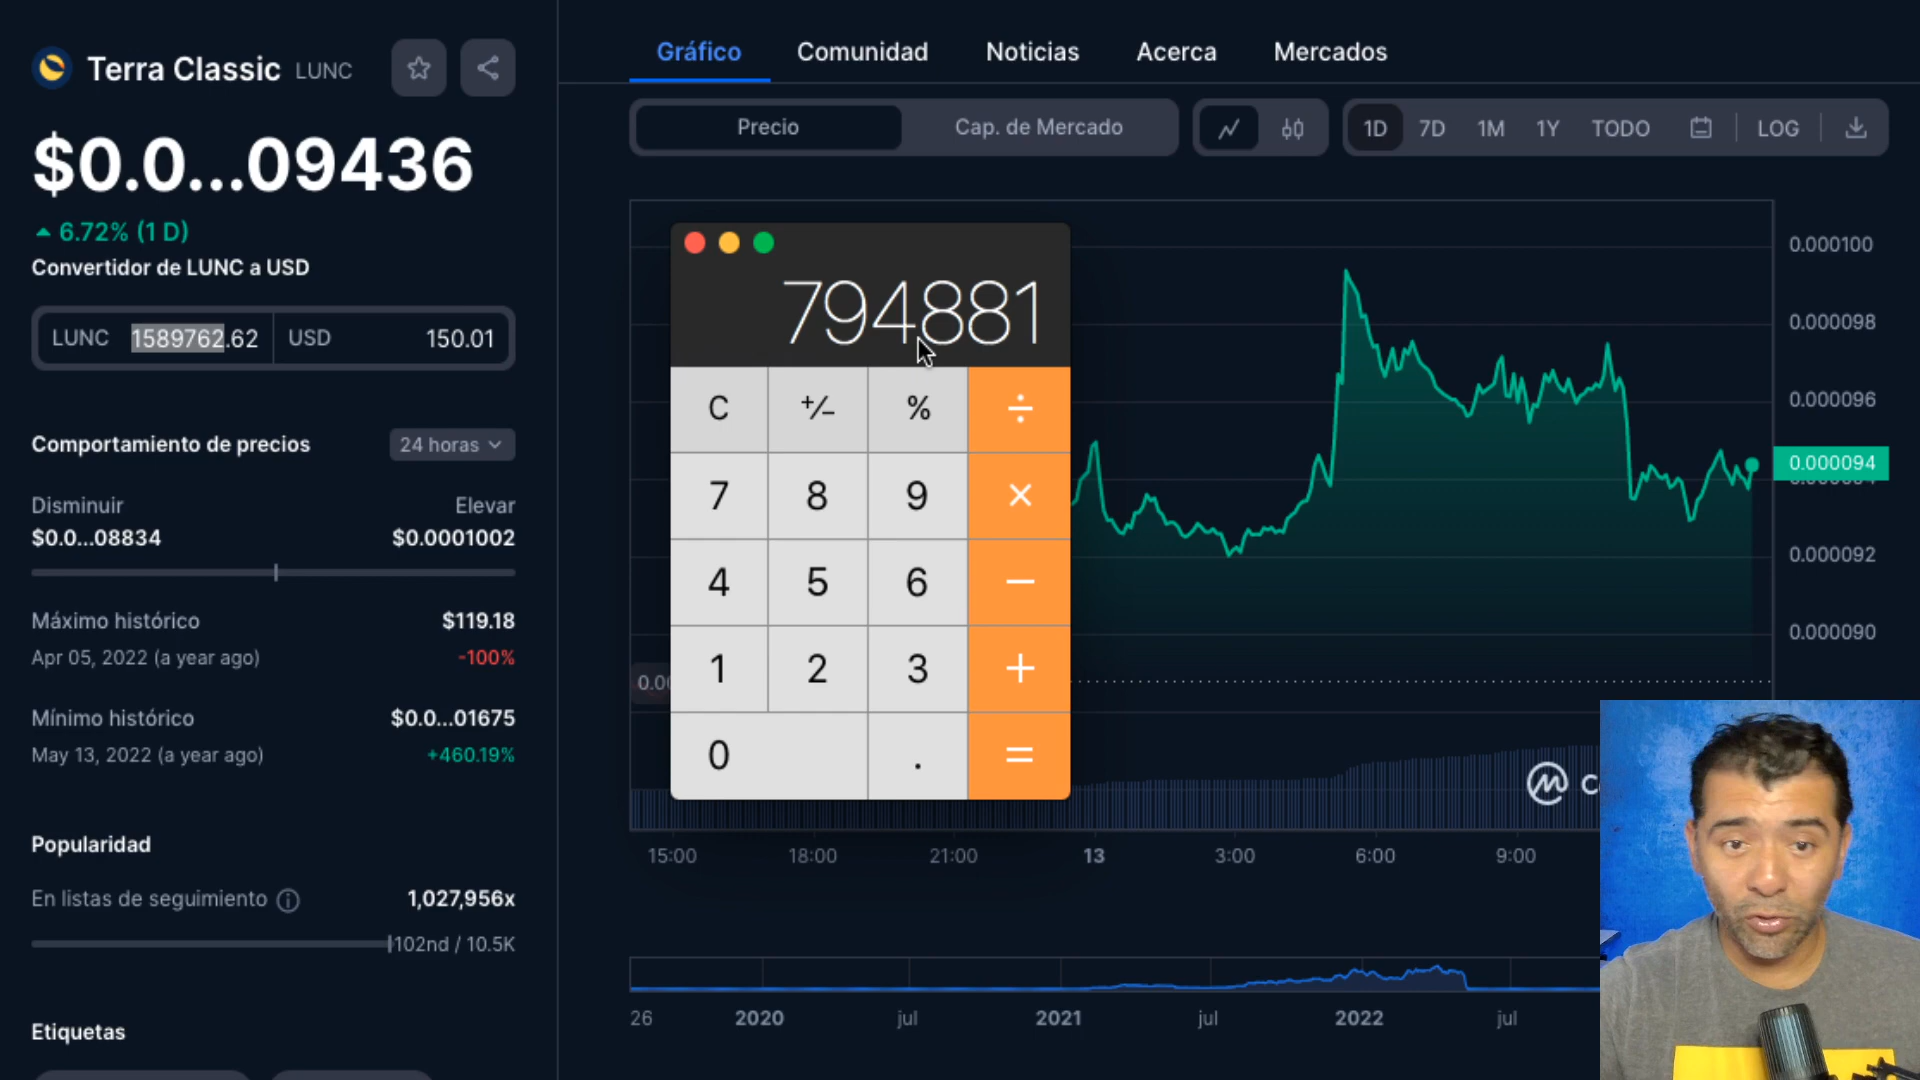 Terra Classic LUNC
$0.0...09436
6.72% (1 D)
Convertidor de LUNC a USD
LUNC 1589762.62 USD 150.01
Comportamiento de precios 24 horas
Dismunuir Elevar
$0.0...08834 $0.0001002
Máximo histórico $119.18
Apr 05, 2022 (a year ago) -100%
Mínimo histórico $0.0...01675
May 13, 2022 (a year ago) +460.19%
Popularidad
En listas de seguimiento 1,027,956x
102nd / 10.5K
Etiquetas
Gráfico Comunidad Noticias Acerca Mercados
Precio Cap. de Mercado 1D 7D 1M 1Y TODO LOG
794881
C +/− % ÷
7 8 9 ×
4 5 6 −
1 2 3 +
0 . =
0.000100
0.000098
0.000096
0.000094
0.000092
0.000090
0.00
C
15:00 18:00 21:00 13 3:00 6:00 9:00
26 2020 jul 2021 jul 2022 jul